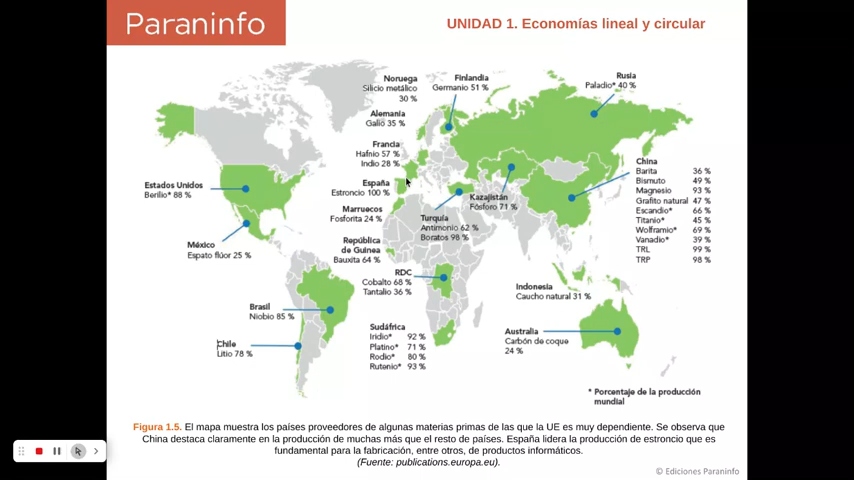 Paraninfo
UNIDAD 1. Economías lineal y circular
Noruega
Silicio metálico
30 %
Finlandia
Germanio 51 %
Rusia
Paladio* 40 %
Alemania
Galio 35 %
Francia
Hafnio 57 %
Indio 28 %
España
Estroncio 100 %
Marruecos
Fosforita 24 %
República
de Guinea
Bauxita 64 %
Turquía
Antimonio 62 %
Boratos 98 %
Kazajistán
Fósforo 71 %
China
Barita 36 %
Bismuto 49 %
Magnesio 93 %
Grafito natural 47 %
Escandio* 66 %
Titanio* 45 %
Wolframio* 69 %
Vanadio* 39 %
TRL 99 %
TRP 98 %
Estados Unidos
Berilio* 88 %
México
Espato flúor 25 %
RDC
Cobalto 68 %
Tantalio 36 %
Indonesia
Caucho natural 31 %
Brasil
Niobio 85 %
Chile
Litio 78 %
Sudáfrica
Iridio* 92 %
Platino* 71 %
Rodio* 80 %
Rutenio* 93 %
Australia
Carbón de coque
24 %
* Porcentaje de la producción
mundial
Figura 1.5. El mapa muestra los países proveedores de algunas materias primas de las que la UE es muy dependiente. Se observa que
China destaca claramente en la producción de muchas más que el resto de países. España lidera la producción de estroncio que es
fundamental para la fabricación, entre otros, de productos informáticos.
(Fuente: publications.europa.eu).
© Ediciones Paraninfo